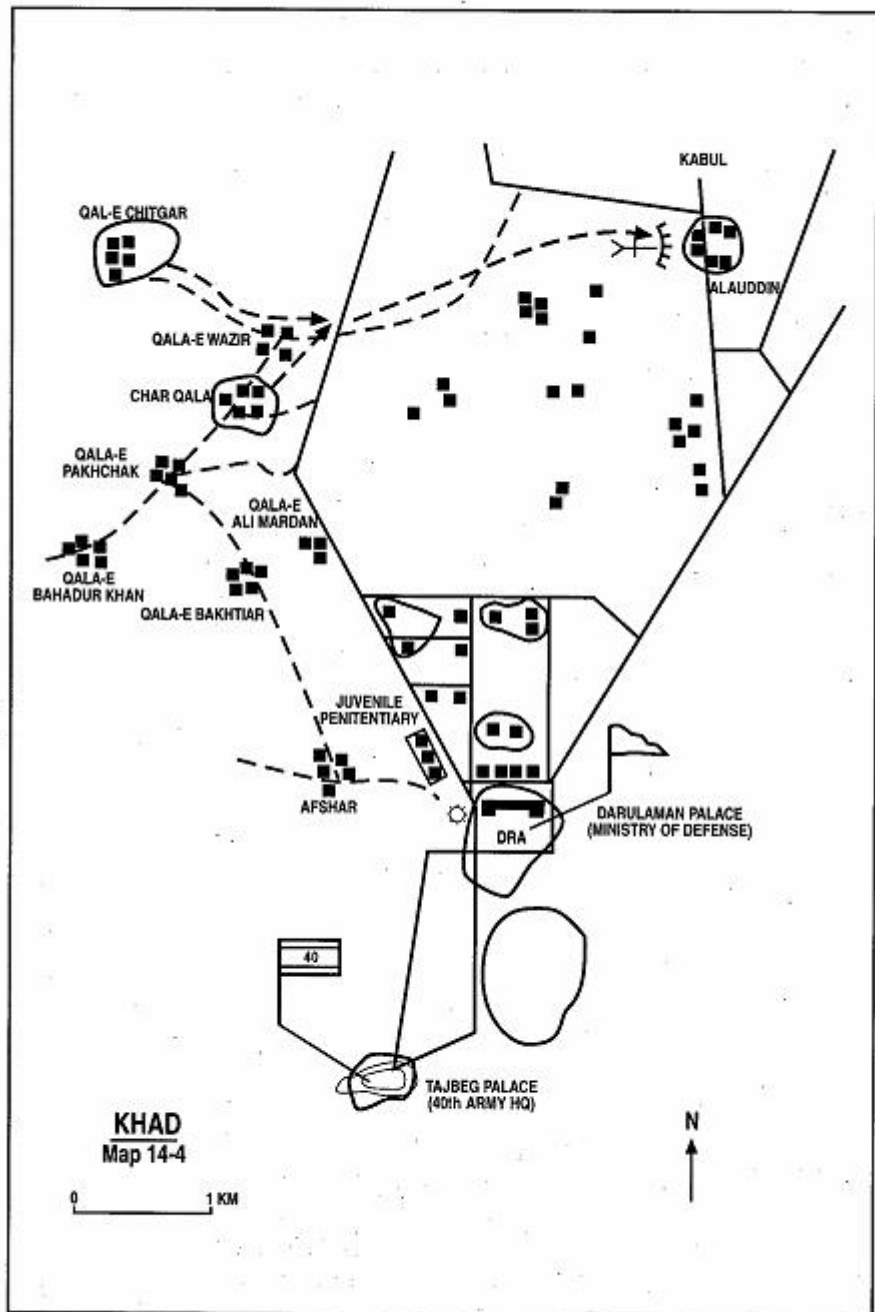 KABUL
QAL-E CHITGAR
ALAUDDIN
QALA-E WAZIR
CHAR QALA
QALA-E
PAKHCHAK
QALA-E
ALI MARDAN
QALA-E
BAHADUR KHAN
QALA-E BAKHTIAR
JUVENILE
PENITENTIARY
AFSHAR
DRA
DARULAMAN PALACE
(MINISTRY OF DEFENSE)
40
TAJBEG PALACE
(40th ARMY HQ)
KHAD
Map 14-4
N
0 1 KM